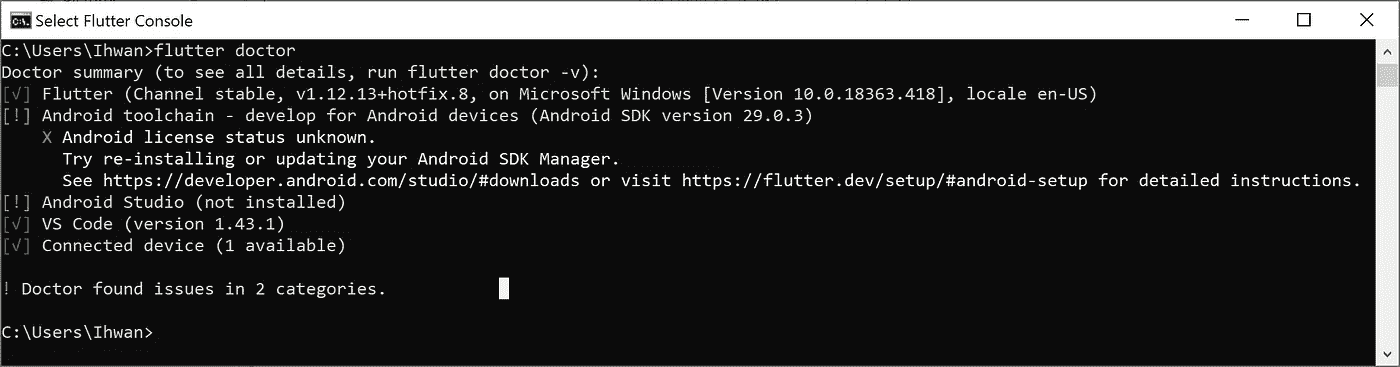 Select Flutter Console
C:\Users\Ihwan>flutter doctor
Doctor summary (to see all details, run flutter doctor -v):
[√] Flutter (Channel stable, v1.12.13+hotfix.8, on Microsoft Windows [Version 10.0.18363.418], locale en-US)
[!] Android toolchain - develop for Android devices (Android SDK version 29.0.3)
    X Android license status unknown.
      Try re-installing or updating your Android SDK Manager.
      See https://developer.android.com/studio/#downloads or visit https://flutter.dev/setup/#android-setup for detailed instructions.
[!] Android Studio (not installed)
[√] VS Code (version 1.43.1)
[√] Connected device (1 available)
! Doctor found issues in 2 categories.
C:\Users\Ihwan>